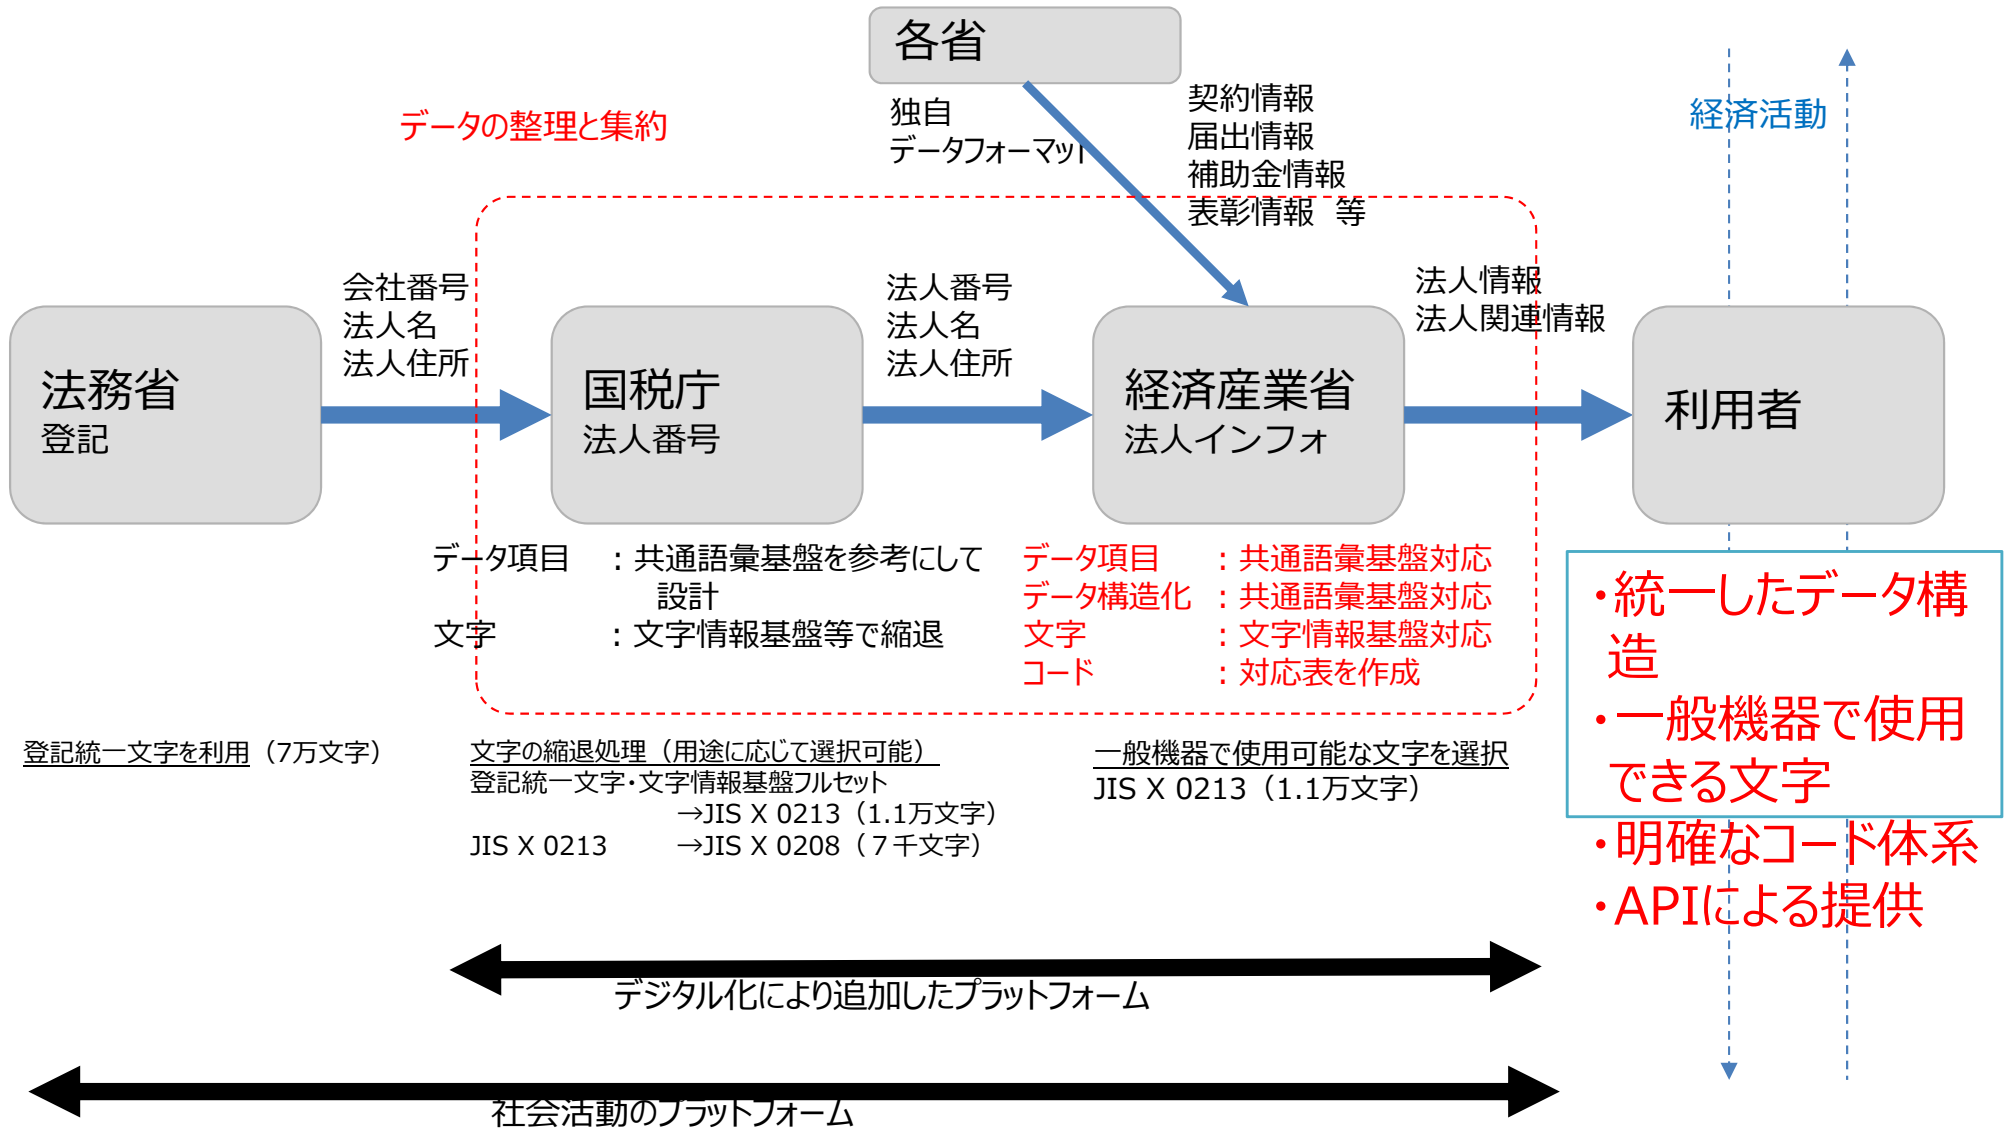 各省
データの整理と集約
独自
データフォーマット
契約情報
届出情報
補助金情報
表彰情報 等
経済活動
会社番号
法人名
法人住所
法人番号
法人名
法人住所
法人情報
法人関連情報
法務省
登記
国税庁
法人番号
経済産業省
法人インフォ
利用者
データ項目 :共通語彙基盤を参考にして
設計
文字 :文字情報基盤等で縮退
データ項目 :共通語彙基盤対応
データ構造化 :共通語彙基盤対応
文字 :文字情報基盤対応
コード :対応表を作成
・統一したデータ構
造
・一般機器で使用
できる文字
・明確なコード体系
・APIによる提供
登記統一文字を利用(7万文字)
文字の縮退処理(用途に応じて選択可能)
登記統一文字・文字情報基盤フルセット
→JIS X 0213(1.1万文字)
JIS X 0213 →JIS X 0208(7千文字)
一般機器で使用可能な文字を選択
JIS X 0213(1.1万文字)
デジタル化により追加したプラットフォーム
社会活動のプラットフォーム